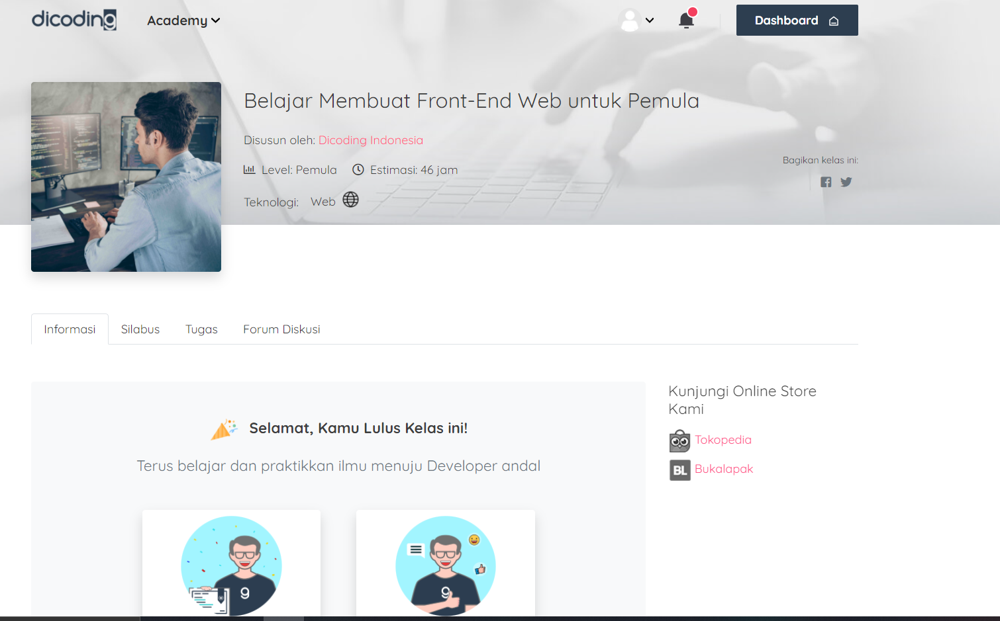 dicoding
Academy
Dashboard
Belajar Membuat Front-End Web untuk Pemula
Disusun oleh: Dicoding Indonesia
Level: Pemula Estimasi: 46 jam
Teknologi: Web
Bagikan kelas ini:
Informasi Silabus Tugas Forum Diskusi
Selamat, Kamu Lulus Kelas ini!
Terus belajar dan praktikkan ilmu menuju Developer andal
9
9
Kunjungi Online Store
Kami
Tokopedia
BL Bukalapak